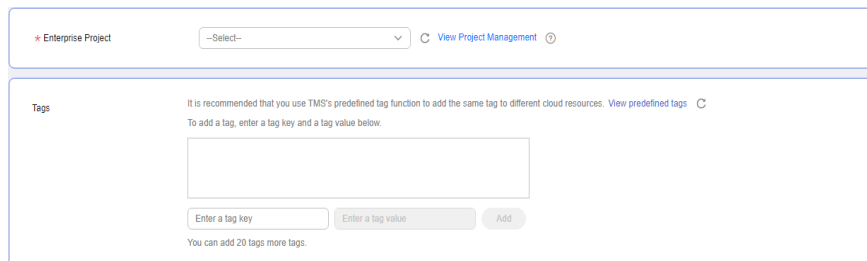 * Enterprise Project
--Select--
View Project Management
Tags
It is recommended that you use TMS's predefined tag function to add the same tag to different cloud resources. View predefined tags
To add a tag, enter a tag key and a tag value below.
Enter a tag key
Enter a tag value
Add
You can add 20 tags more tags.